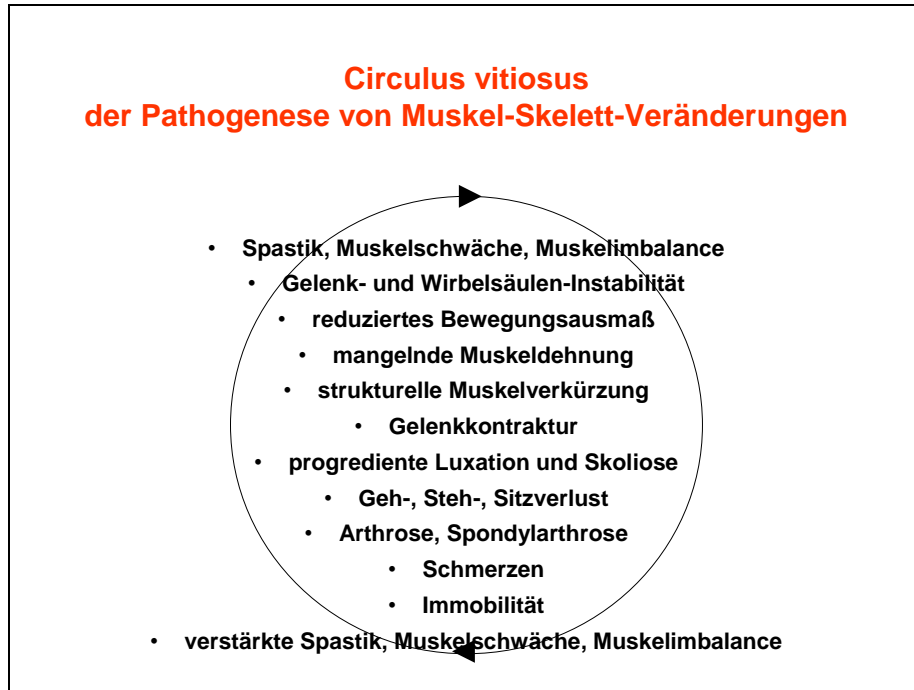 Circulus vitiosus
der Pathogenese von Muskel-Skelett-Veränderungen
• Spastik, Muskelschwäche, Muskelimbalance
• Gelenk- und Wirbelsäulen-Instabilität
• reduziertes Bewegungsausmaß
• mangelnde Muskeldehnung
• strukturelle Muskelverkürzung
• Gelenkkontraktur
• progrediente Luxation und Skoliose
• Geh-, Steh-, Sitzverlust
• Arthrose, Spondylarthrose
• Schmerzen
• Immobilität
• verstärkte Spastik, Muskelschwäche, Muskelimbalance